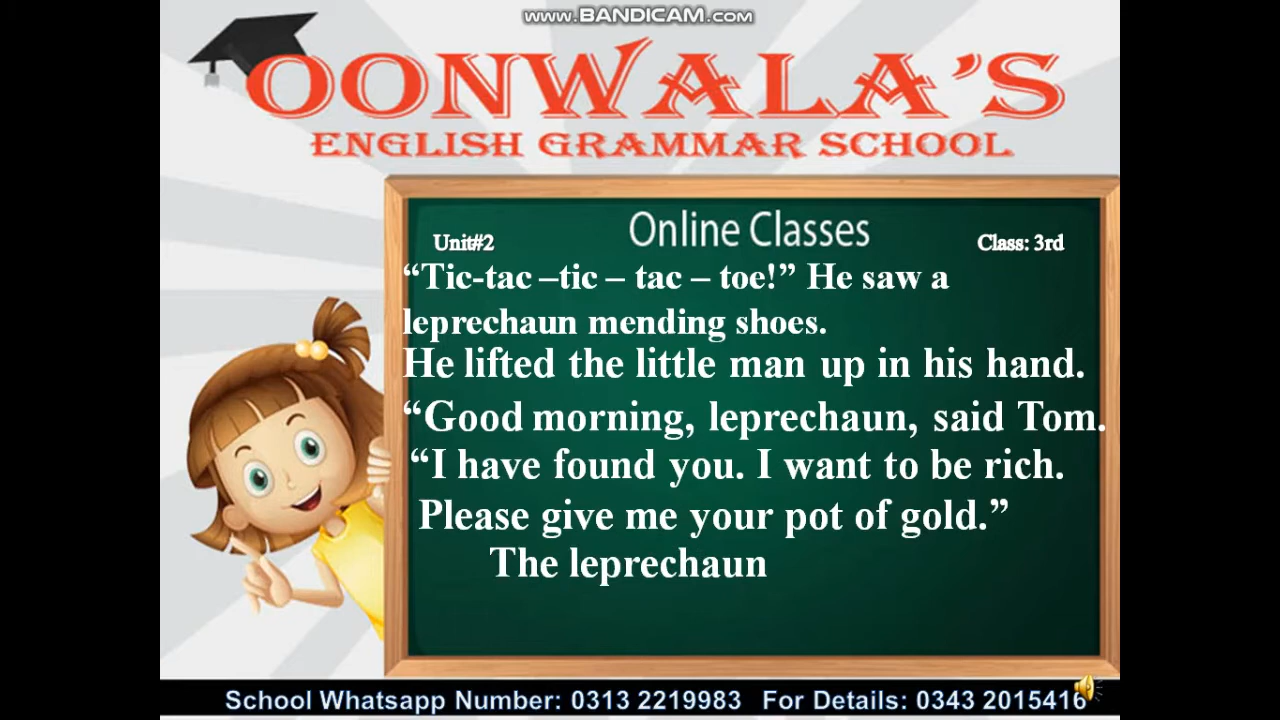 www.BANDICAM.com
OONWALA'S
ENGLISH GRAMMAR SCHOOL
Online Classes
Unit#2 Class: 3rd
“Tic-tac –tic – tac – toe!” He saw a
leprechaun mending shoes.
He lifted the little man up in his hand.
“Good morning, leprechaun, said Tom.
“I have found you. I want to be rich.
Please give me your pot of gold.”
The leprechaun
School Whatsapp Number: 0313 2219983 For Details: 0343 2015416